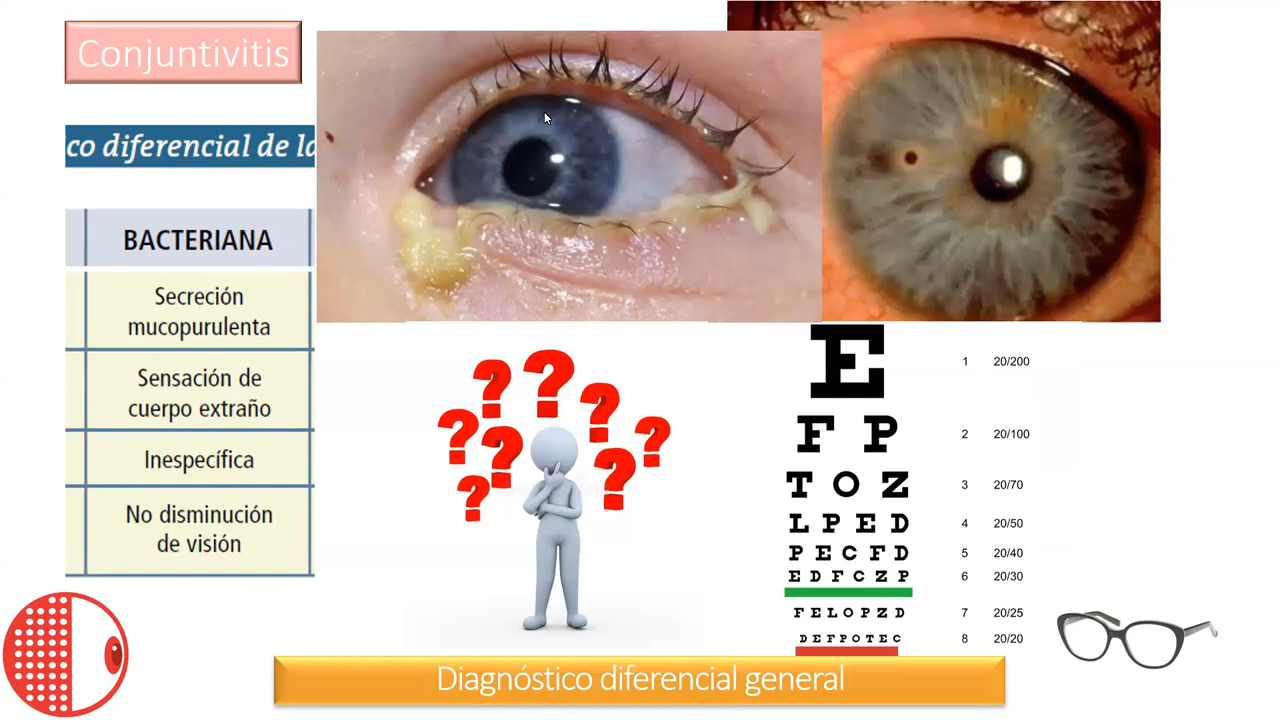 Conjuntivitis
co diferencial de la
BACTERIANA
Secreción
mucopurulenta
Sensación de
cuerpo extraño
Inespecífica
No disminución
de visión
? ? ? ? ? ? ? ?
E 1 20/200
F P 2 20/100
T O Z 3 20/70
L P E D 4 20/50
P E C F D 5 20/40
E D F C Z P 6 20/30
F E L O P Z D 7 20/25
D E F P O T E C 8 20/20
Diagnóstico diferencial general